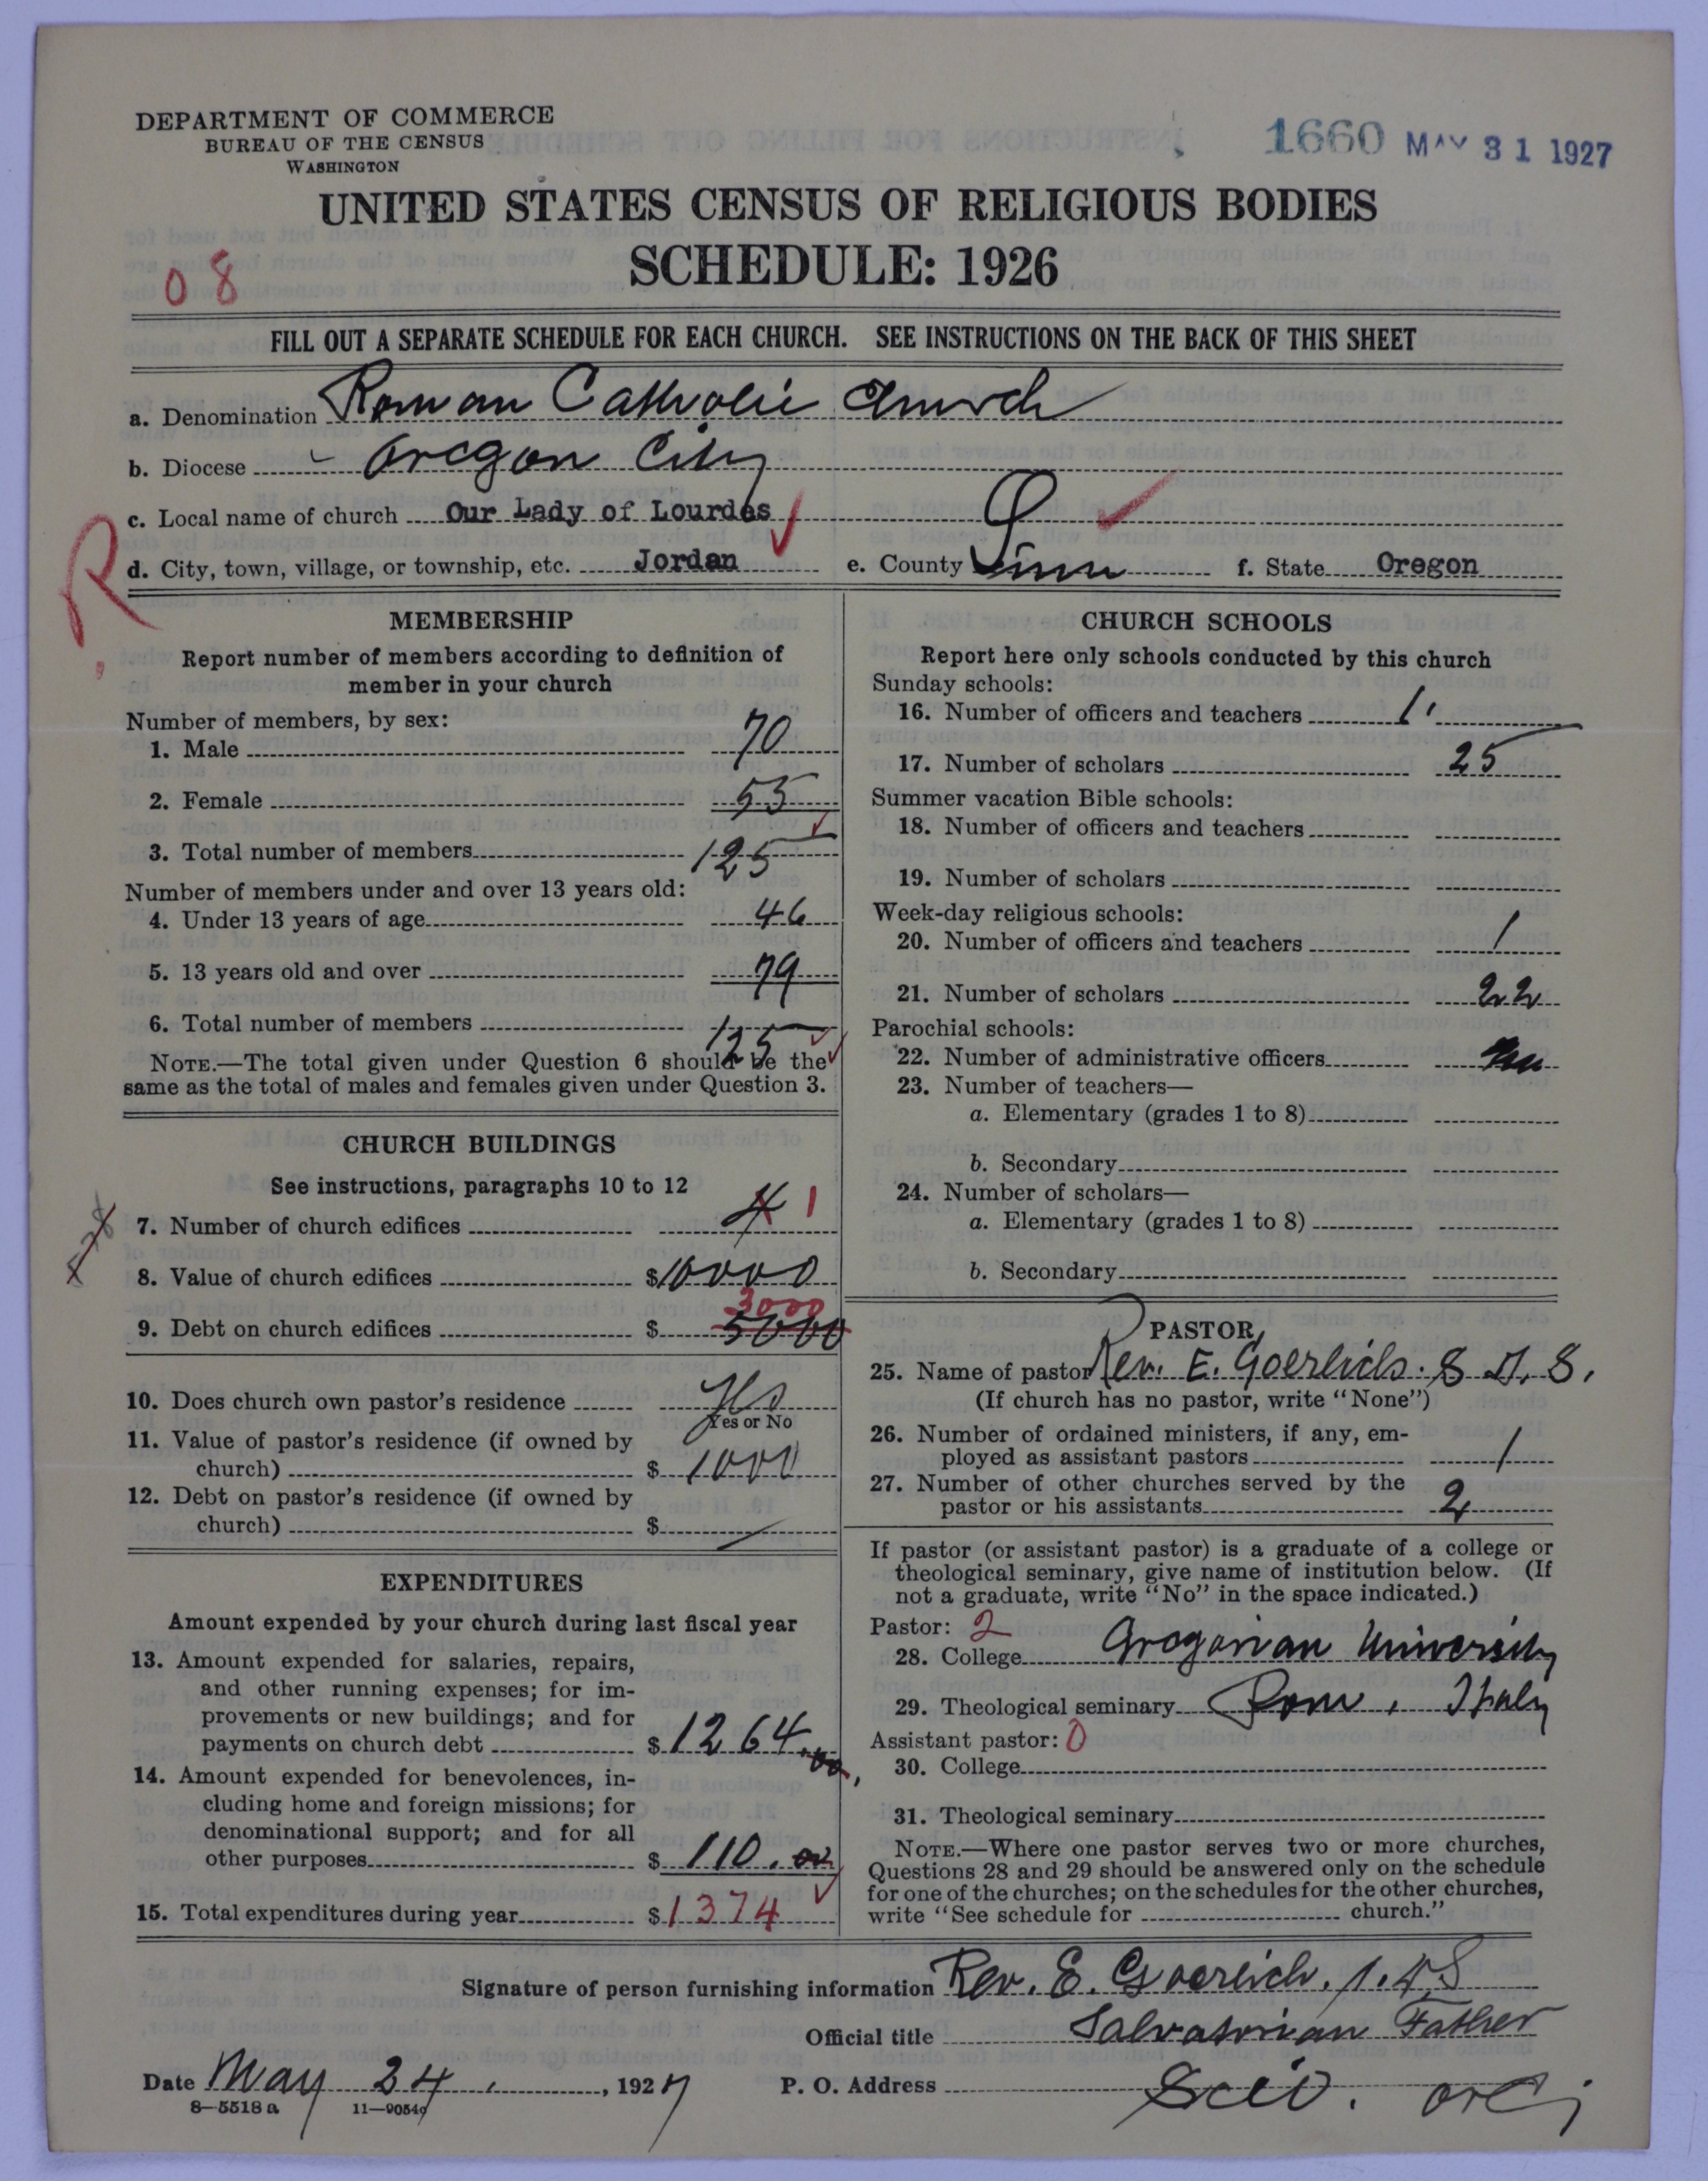 DEPARTMENT OF COMMERCE
BUREAU OF THE CENSUS
WASHINGTON
1660 MAY 31 1927
UNITED STATES CENSUS OF RELIGIOUS BODIES
SCHEDULE: 1926
08
FILL OUT A SEPARATE SCHEDULE FOR EACH CHURCH. SEE INSTRUCTIONS ON THE BACK OF THIS SHEET
a. Denomination Roman Catholic Church
b. Diocese Oregon City
c. Local name of church Our Lady of Lourdes
R
d. City, town, village, or township, etc. Jordan e. County Linn f. State Oregon
MEMBERSHIP
Report number of members according to definition of
member in your church
Number of members, by sex:
1. Male 70
2. Female 55
3. Total number of members 125
Number of members under and over 13 years old:
4. Under 13 years of age 46
5. 13 years old and over 79
6. Total number of members 125
NOTE.—The total given under Question 6 should be the
same as the total of males and females given under Question 3.
CHURCH BUILDINGS
See instructions, paragraphs 10 to 12
7. Number of church edifices 1
8. Value of church edifices $10000
3000
9. Debt on church edifices $5000
10. Does church own pastor's residence Yes
Yes or No
11. Value of pastor's residence (if owned by
church) $1000
12. Debt on pastor's residence (if owned by
church) $ —
EXPENDITURES
Amount expended by your church during last fiscal year
13. Amount expended for salaries, repairs,
and other running expenses; for im-
provements or new buildings; and for
payments on church debt $1264.00
14. Amount expended for benevolences, in-
cluding home and foreign missions; for
denominational support; and for all
other purposes $110.00
15. Total expenditures during year $1374
CHURCH SCHOOLS
Report here only schools conducted by this church
Sunday schools:
16. Number of officers and teachers 1
17. Number of scholars 25
Summer vacation Bible schools:
18. Number of officers and teachers
19. Number of scholars
Week-day religious schools:
20. Number of officers and teachers 1
21. Number of scholars 22
Parochial schools:
22. Number of administrative officers
23. Number of teachers—
a. Elementary (grades 1 to 8)
b. Secondary
24. Number of scholars—
a. Elementary (grades 1 to 8)
b. Secondary
PASTOR
25. Name of pastor Rev. E. Goerlich. S.D.S.
(If church has no pastor, write "None")
26. Number of ordained ministers, if any, em-
ployed as assistant pastors 1
27. Number of other churches served by the
pastor or his assistants 2
If pastor (or assistant pastor) is a graduate of a college or
theological seminary, give name of institution below. (If
not a graduate, write "No" in the space indicated.)
Pastor: 2
28. College Gregorian University
29. Theological seminary Rom, Italy
Assistant pastor: 0
30. College
31. Theological seminary
NOTE.—Where one pastor serves two or more churches,
Questions 28 and 29 should be answered only on the schedule
for one of the churches; on the schedules for the other churches,
write "See schedule for church."
Signature of person furnishing information Rev. E. Goerlich. S.D.S
Official title Salvatorian Father
Date May 24, 1927 P. O. Address Scio. Ore
8—5518a 11—9054